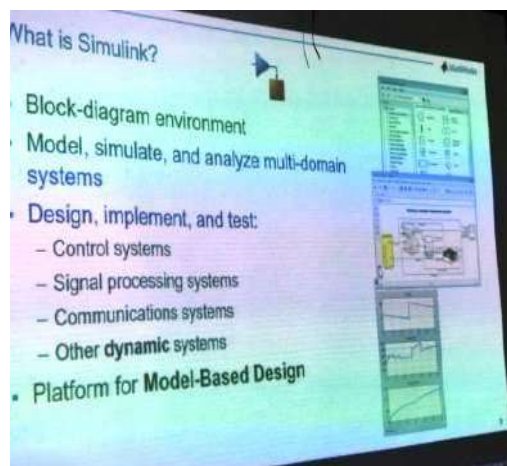 What is Simulink?
MathWorks
Block-diagram environment
Model, simulate, and analyze multi-domain
systems
Design, implement, and test:
– Control systems
– Signal processing systems
– Communications systems
– Other dynamic systems
Platform for Model-Based Design